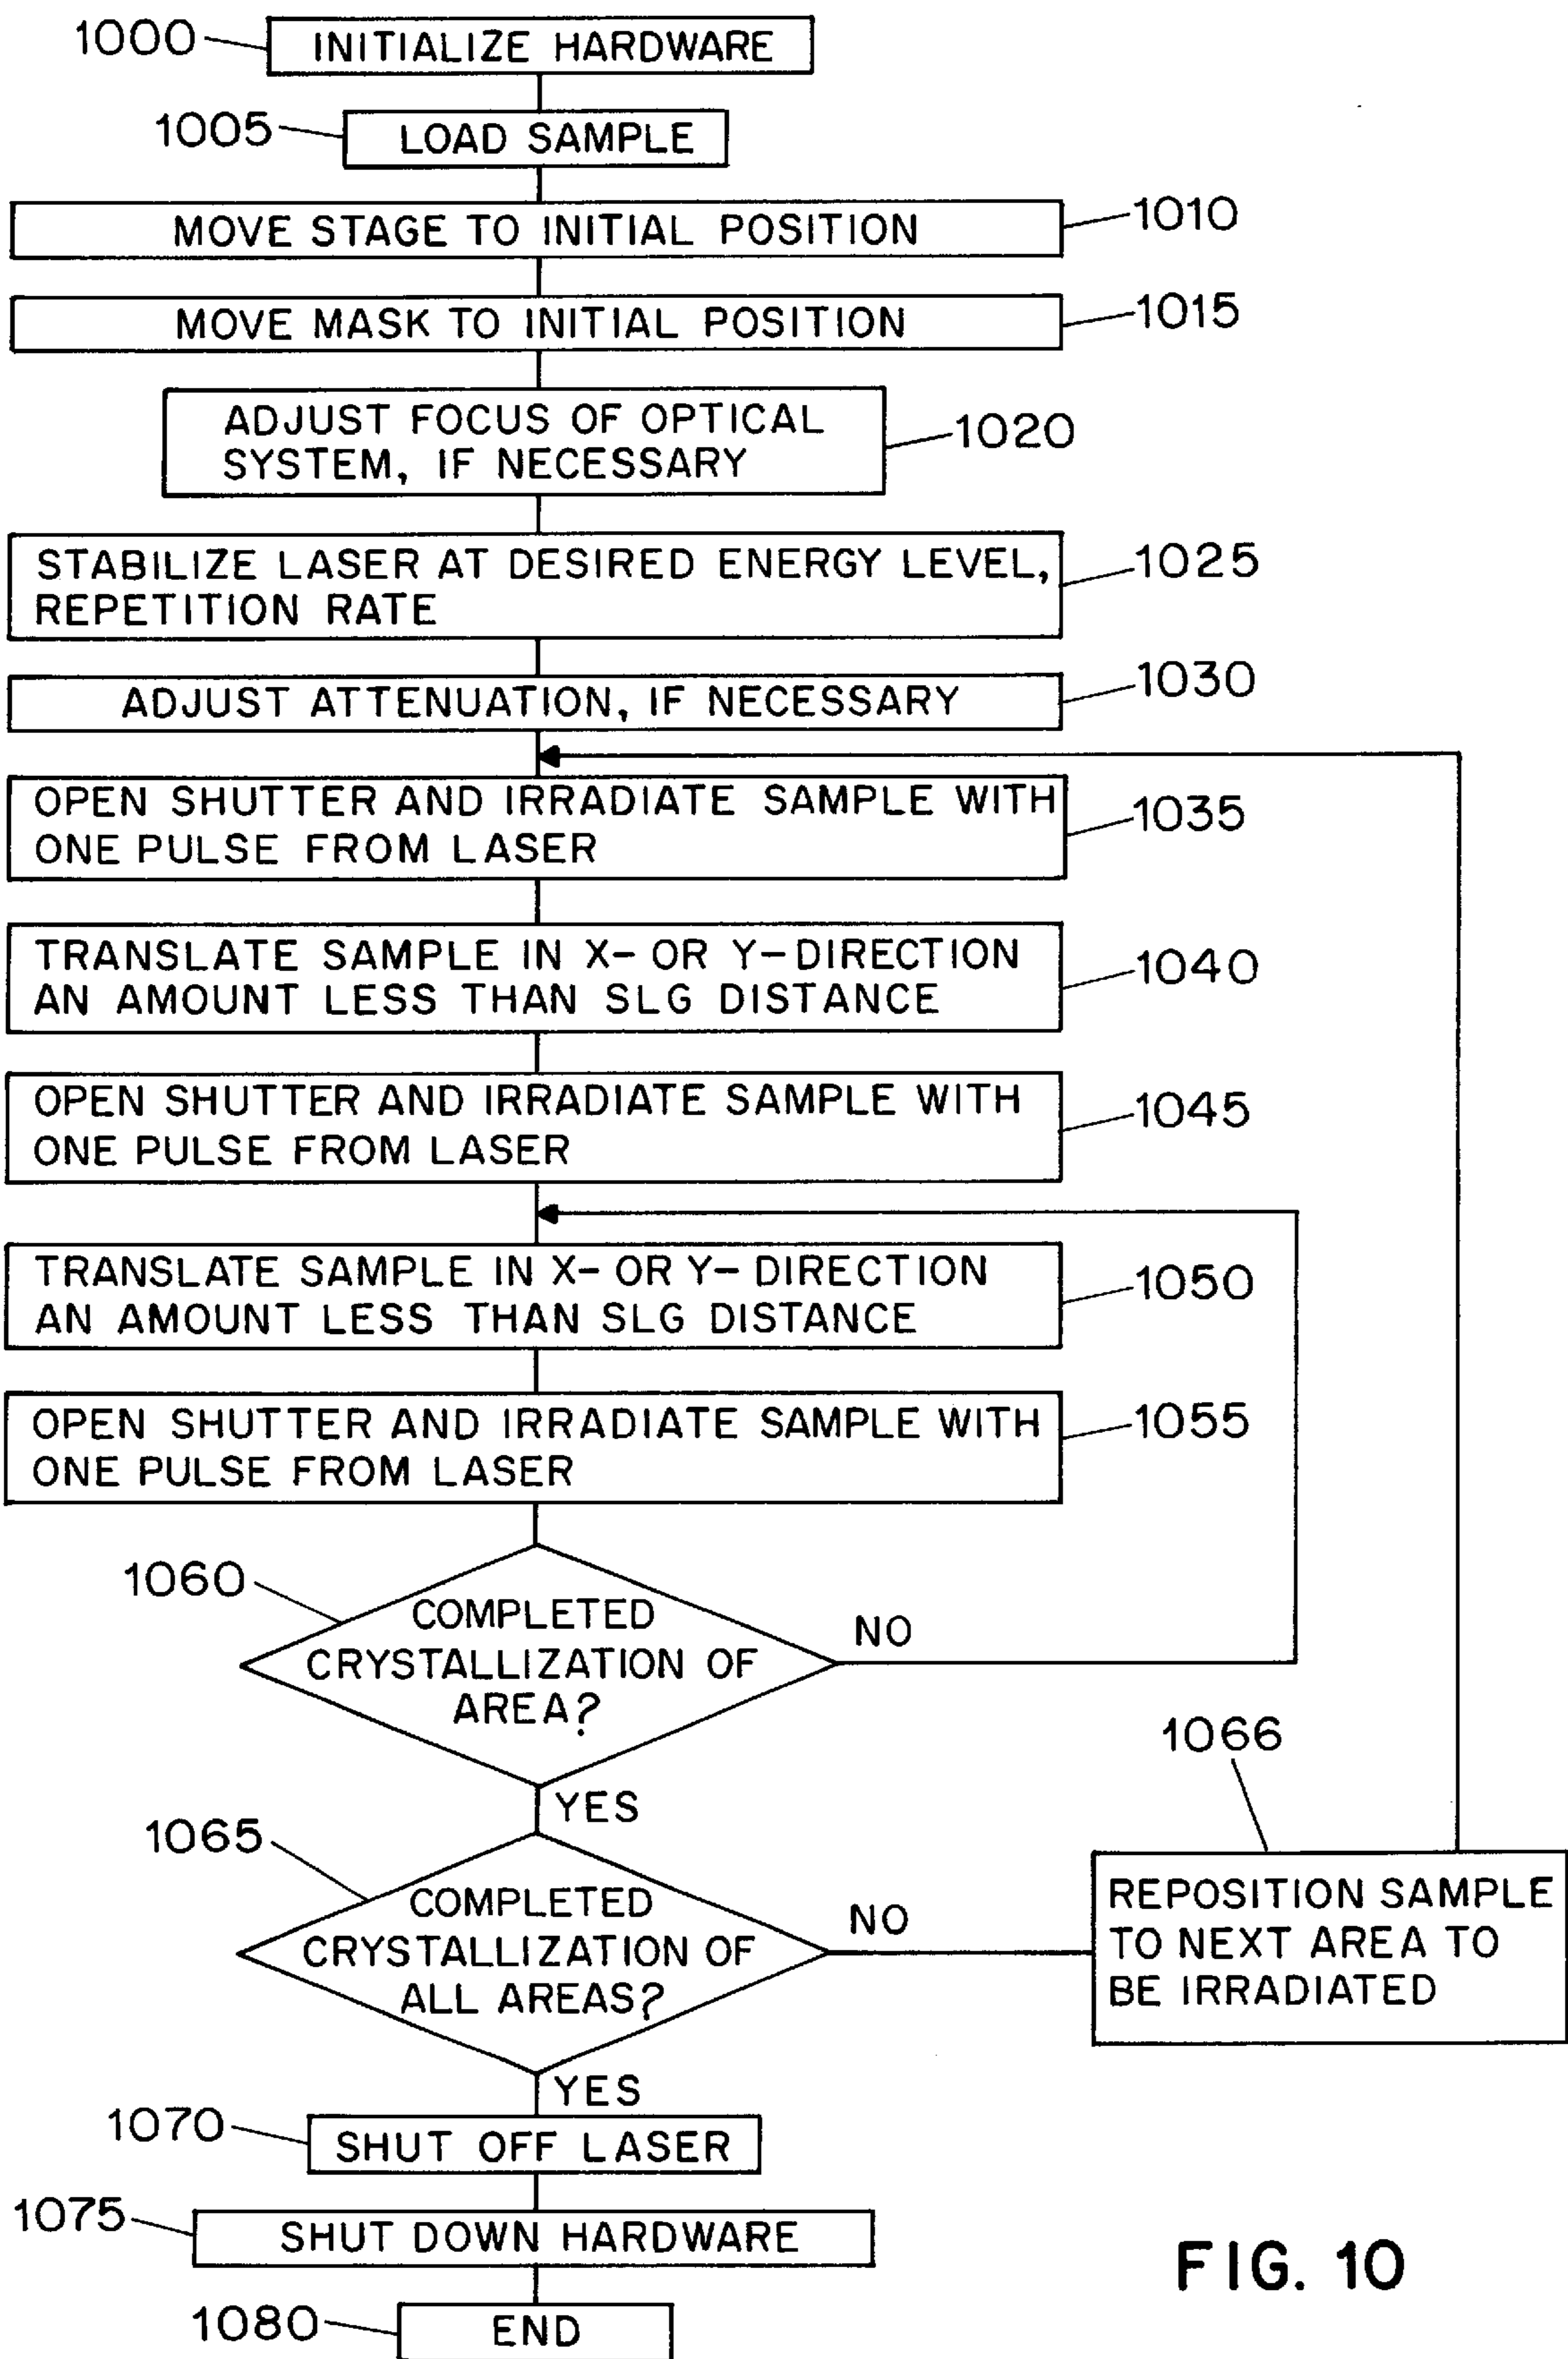 1000
INITIALIZE HARDWARE
1005
LOAD SAMPLE
MOVE STAGE TO INITIAL POSITION
1010
MOVE MASK TO INITIAL POSITION
1015
ADJUST FOCUS OF OPTICAL
SYSTEM, IF NECESSARY
1020
STABILIZE LASER AT DESIRED ENERGY LEVEL,
REPETITION RATE
1025
ADJUST ATTENUATION, IF NECESSARY
1030
OPEN SHUTTER AND IRRADIATE SAMPLE WITH
ONE PULSE FROM LASER
1035
TRANSLATE SAMPLE IN X- OR Y-DIRECTION
AN AMOUNT LESS THAN SLG DISTANCE
1040
OPEN SHUTTER AND IRRADIATE SAMPLE WITH
ONE PULSE FROM LASER
1045
TRANSLATE SAMPLE IN X- OR Y- DIRECTION
AN AMOUNT LESS THAN SLG DISTANCE
1050
OPEN SHUTTER AND IRRADIATE SAMPLE WITH
ONE PULSE FROM LASER
1055
1060
COMPLETED
CRYSTALLIZATION OF
AREA?
NO
YES
1065
COMPLETED
CRYSTALLIZATION OF
ALL AREAS?
NO
1066
REPOSITION SAMPLE
TO NEXT AREA TO
BE IRRADIATED
YES
1070
SHUT OFF LASER
1075
SHUT DOWN HARDWARE
1080
END
FIG. 10